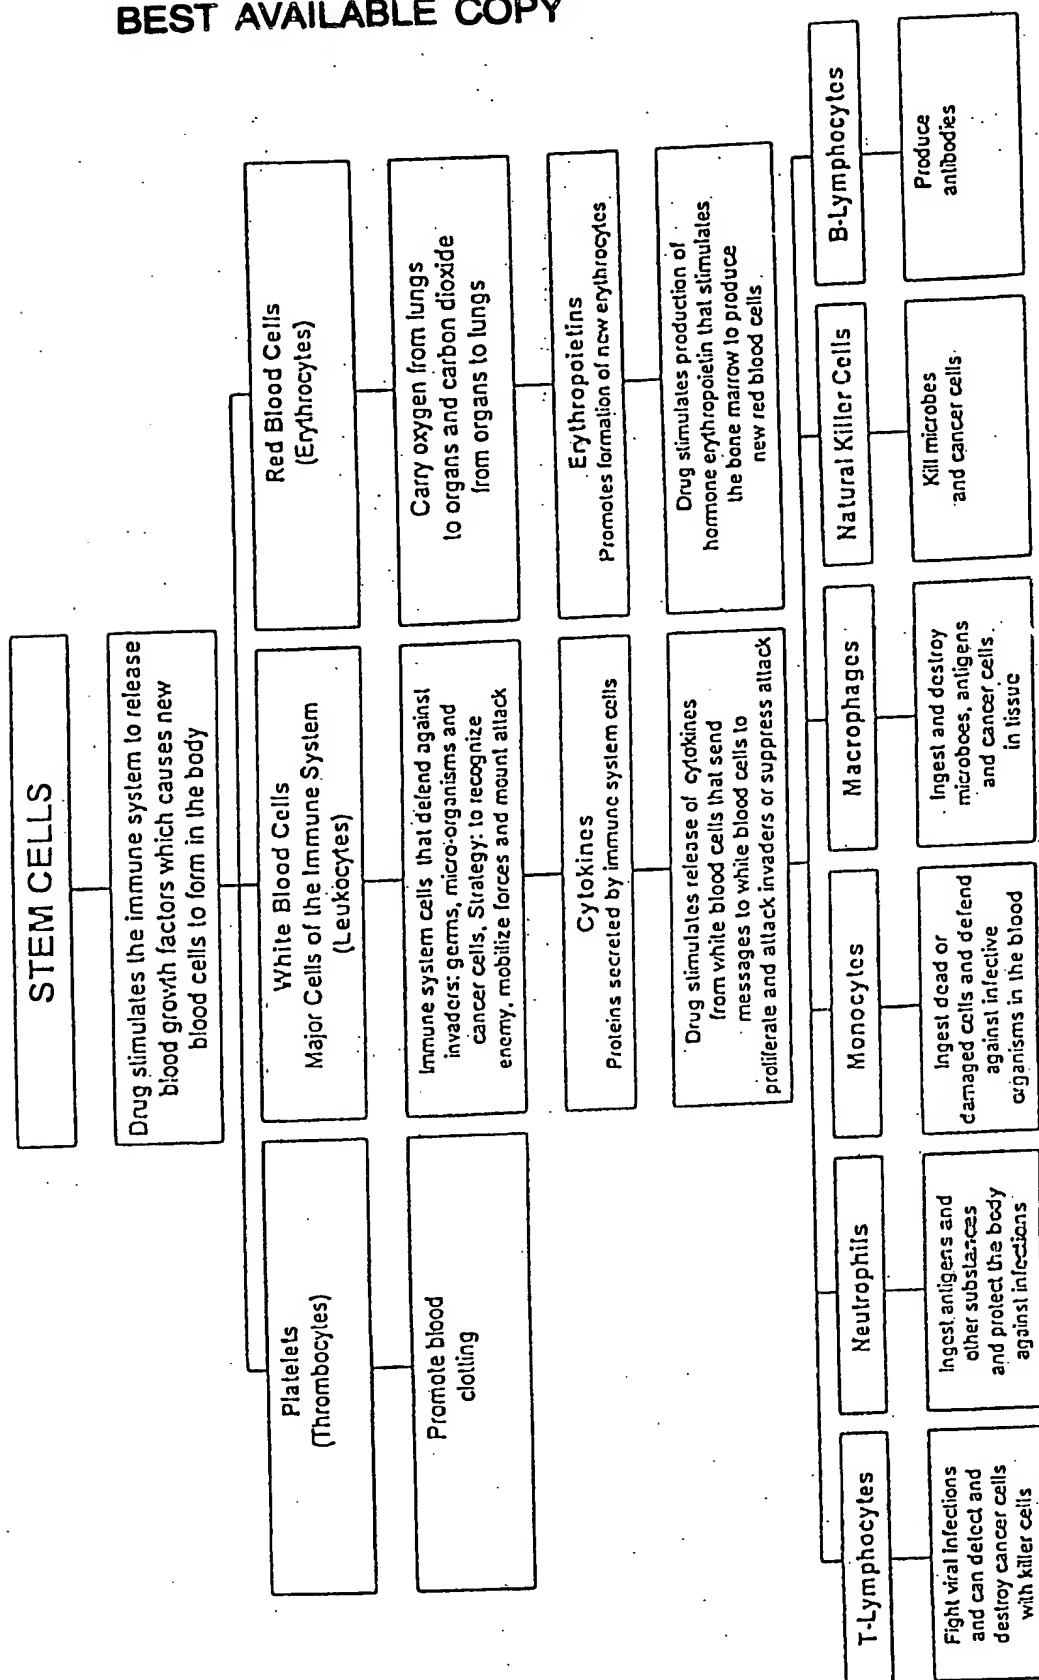 BEST AVAILABLE COPY
STEM CELLS
Drug stimulates the immune system to release
blood growth factors which causes new
blood cells to form in the body
Platelets
(Thrombocytes)
Promote blood
clotting
White Blood Cells
Major Cells of the Immune System
(Leukocytes)
Immune system cells that defend against
invaders: germs, micro-organisms and
cancer cells, Strategy: to recognize
enemy, mobilize forces and mount attack
Cytokines
Proteins secreted by immune system cells
Drug stimulates release of cytokines
from white blood cells that send
messages to while blood cells to
proliferate and attack invaders or suppress attack
Red Blood Cells
(Erythrocytes)
Carry oxygen from lungs
to organs and carbon dioxide
from organs to lungs
Erythropoietins
Promotes formation of new erythrocytes
Drug stimulates production of
hormone erythropoietin that stimulates
the bone marrow to produce
new red blood cells
T-Lymphocytes
Fight viral infections
and can detect and
destroy cancer cells
with killer cells
Neutrophils
Ingest antigens and
other substances
and protect the body
against infections
Monocytes
Ingest dead or
damaged cells and defend
against infective
organisms in the blood
Macrophages
Ingest and destroy
microboes, antigens
and cancer cells
in tissue
Natural Killer Cells
Kill microbes
and cancer cells
B-Lymphocytes
Produce
antibodies